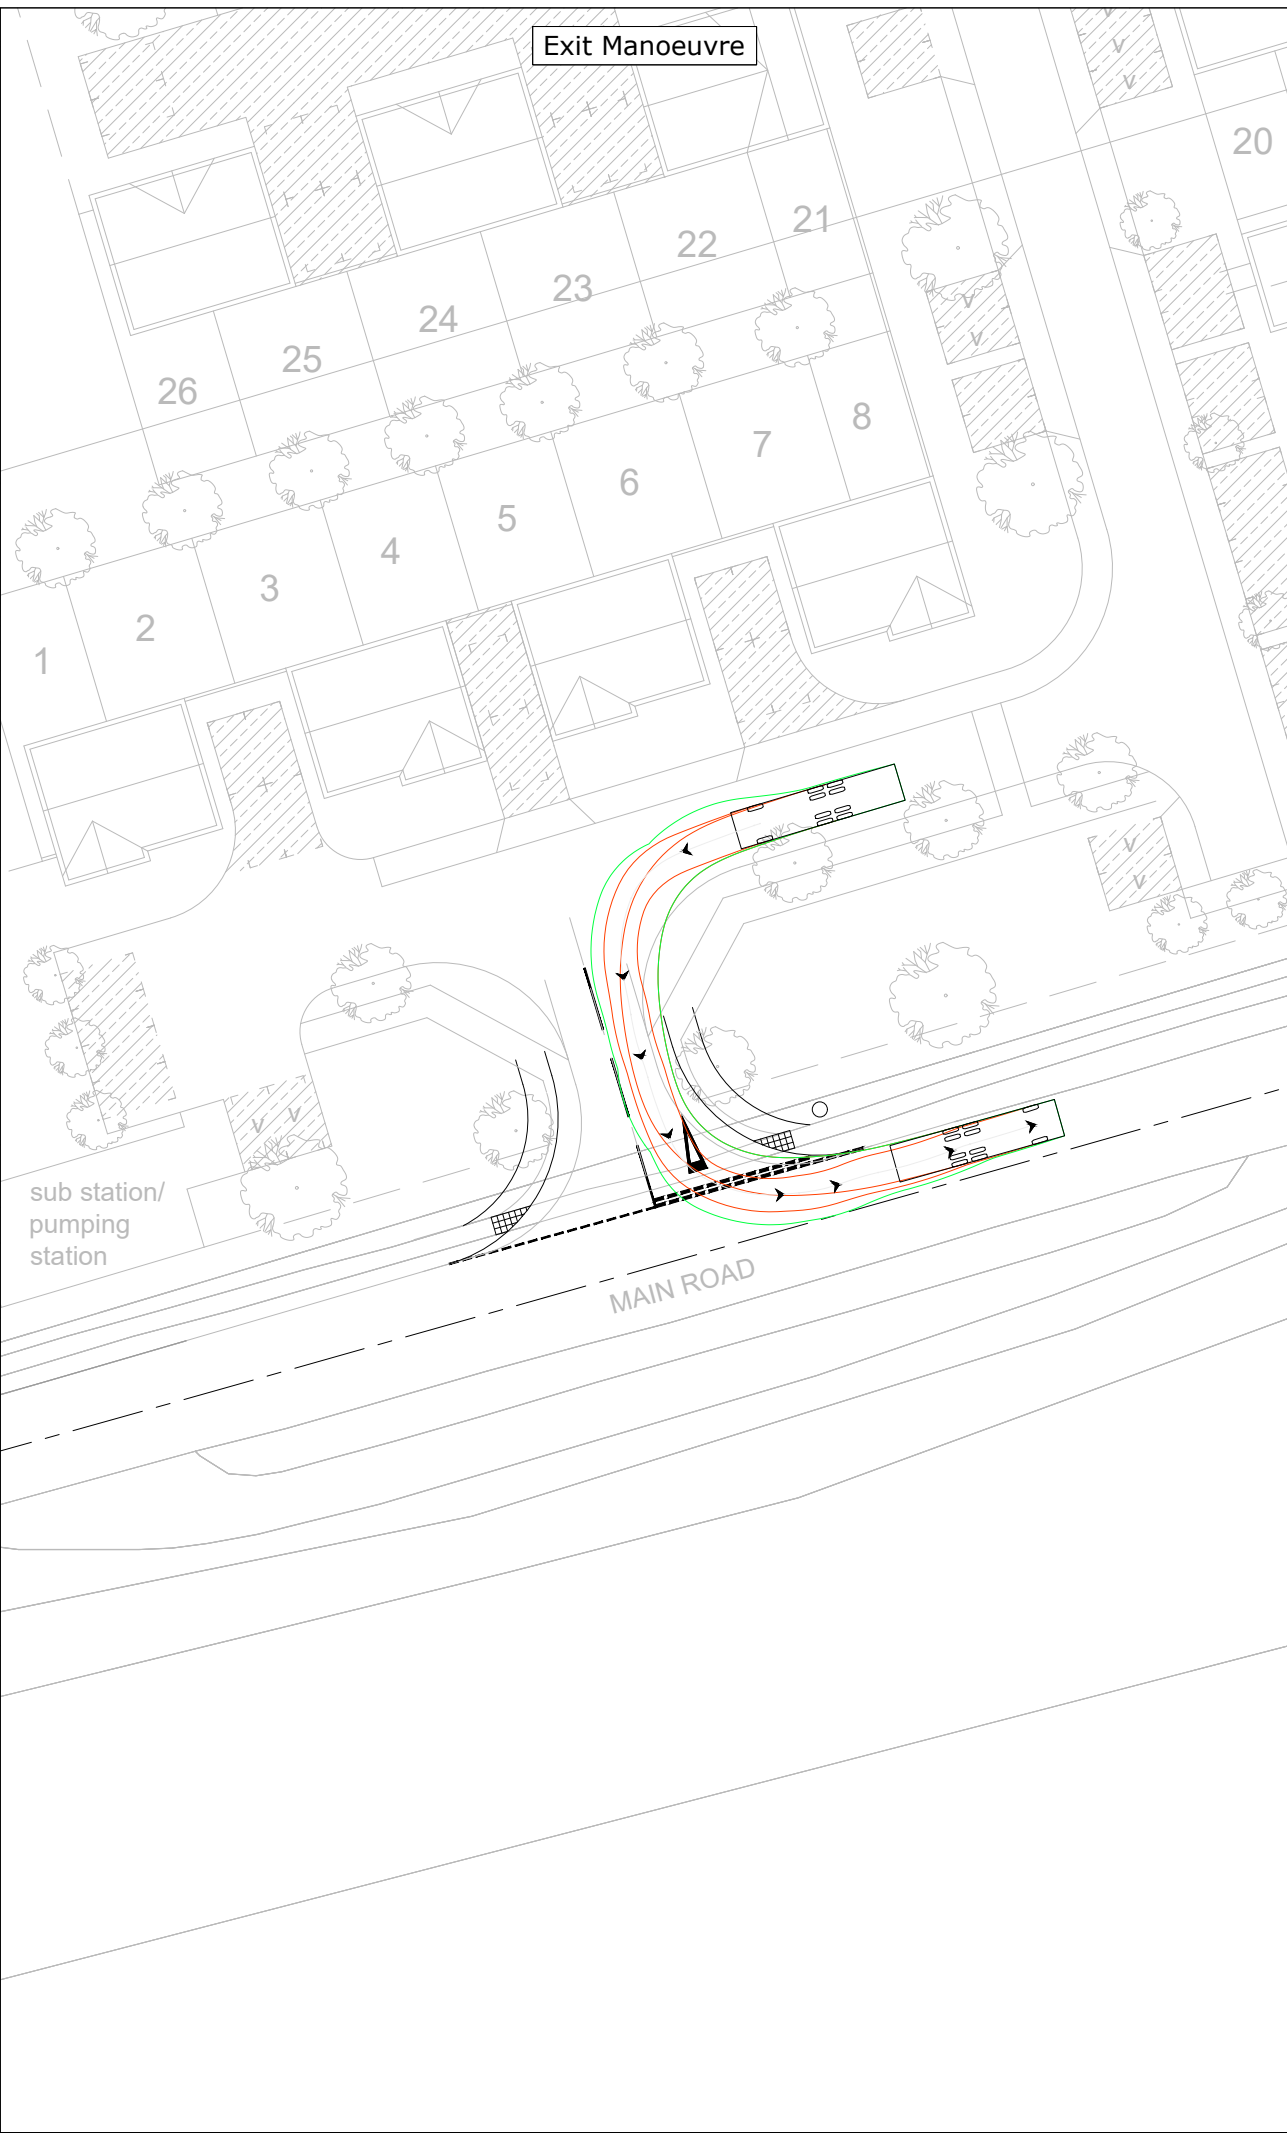 Exit Manoeuvre
V
V
20
21
22
23
24
25
26
V
V
8
7
6
5
4
3
2
1
V
V
V
V
sub station/
pumping
station
MAIN ROAD